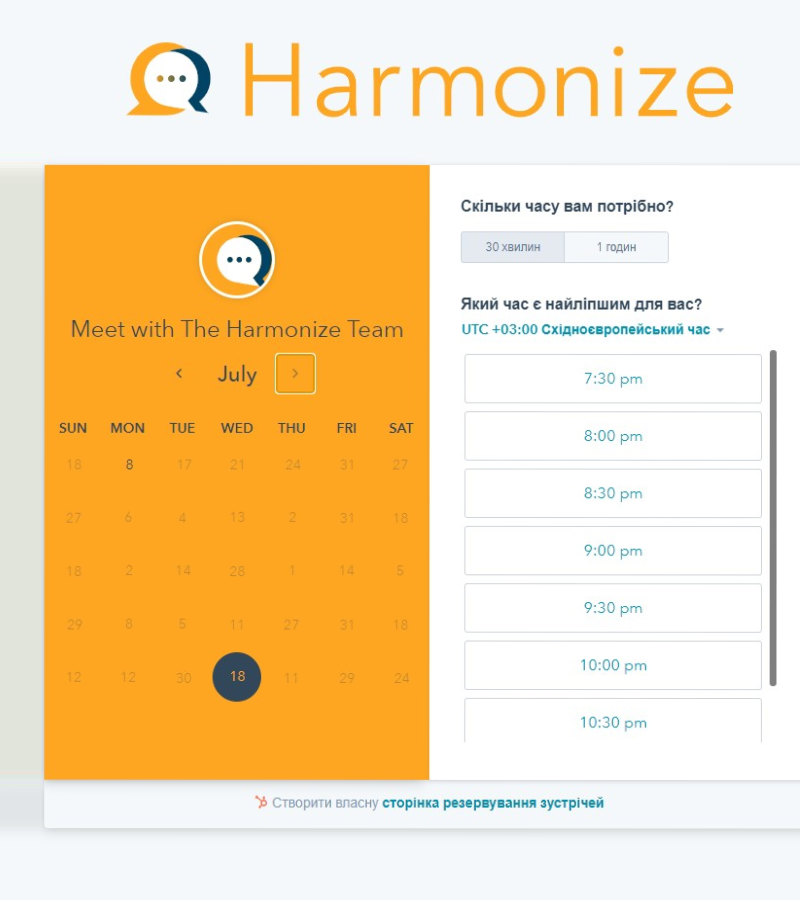 Harmonize
Meet with The Harmonize Team
July
SUN MON TUE WED THU FRI SAT
18 8 17 21 24 31 27
27 6 4 13 2 31 18
18 2 14 28 1 14 5
29 8 5 11 27 31 18
12 12 30 18 11 29 24
Скільки часу вам потрібно?
30 хвилин 1 годин
Який час є найліпшим для вас?
UTC +03:00 Східноєвропейський час
7:30 pm
8:00 pm
8:30 pm
9:00 pm
9:30 pm
10:00 pm
10:30 pm
Створити власну сторінка резервування зустрічей